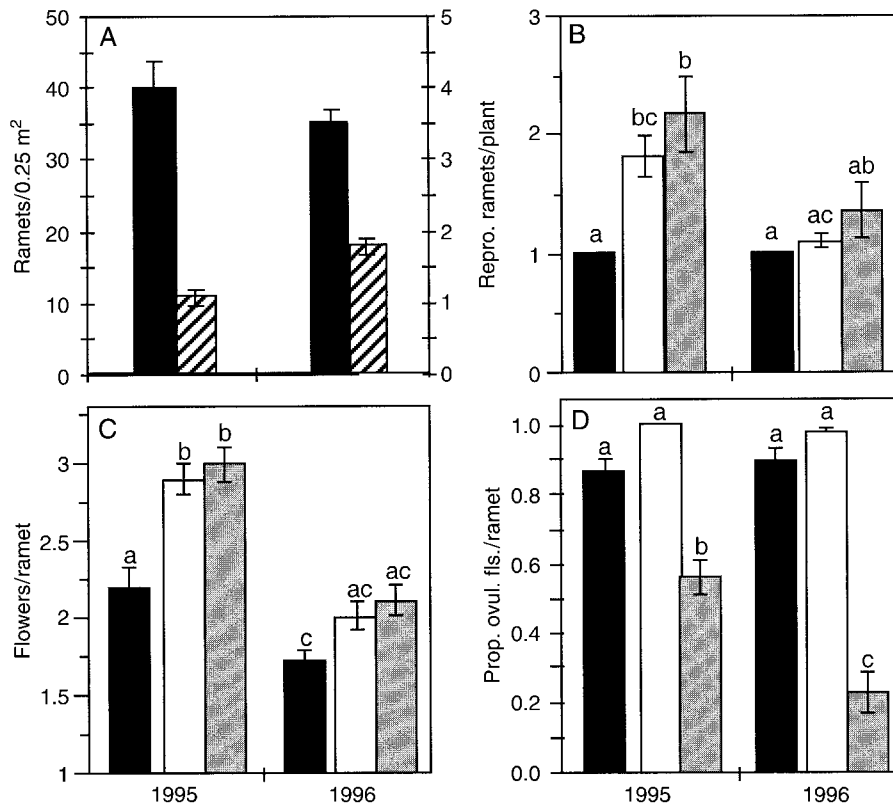 A
Ramets/0.25 m²
50
40
30
20
10
0
5
4
3
2
1
0
B
Repro. ramets/plant
3
2
1
0
a
bc
b
a
ac
ab
C
Flowers/ramet
3
2.5
2
1.5
1
a
b
b
c
ac
ac
1995
1996
D
Prop. ovul. fls./ramet
1.0
0.8
0.6
0.4
0.2
0.0
a
a
b
a
a
c
1995
1996